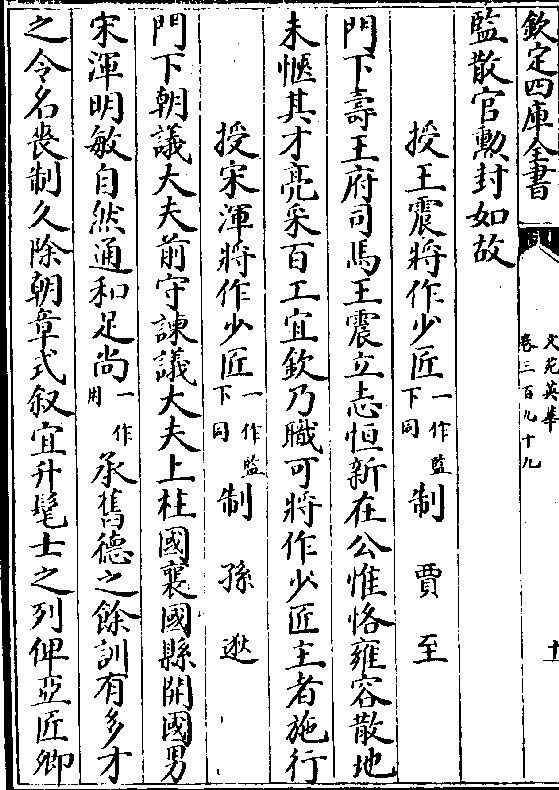 欽定四庫全書
文苑英華
卷三百九十九
十
監散官勲封如故
授王震將作少匠一作監下同制　賈至
門下壽王府司馬王震立志恒新在公惟恪雍容散地
未愜其才亮采百工宜欽乃職可將作少匠主者施行
授宋渾將作少匠一作監下同制　孫逖
門下朝議大夫前守諫議大夫上柱國襄國縣開國男
宋渾明敏自然通和足尚一作用承舊德之餘訓有多才
之令名喪制久除朝章式叙宜升髦士之列俾亞匠卿